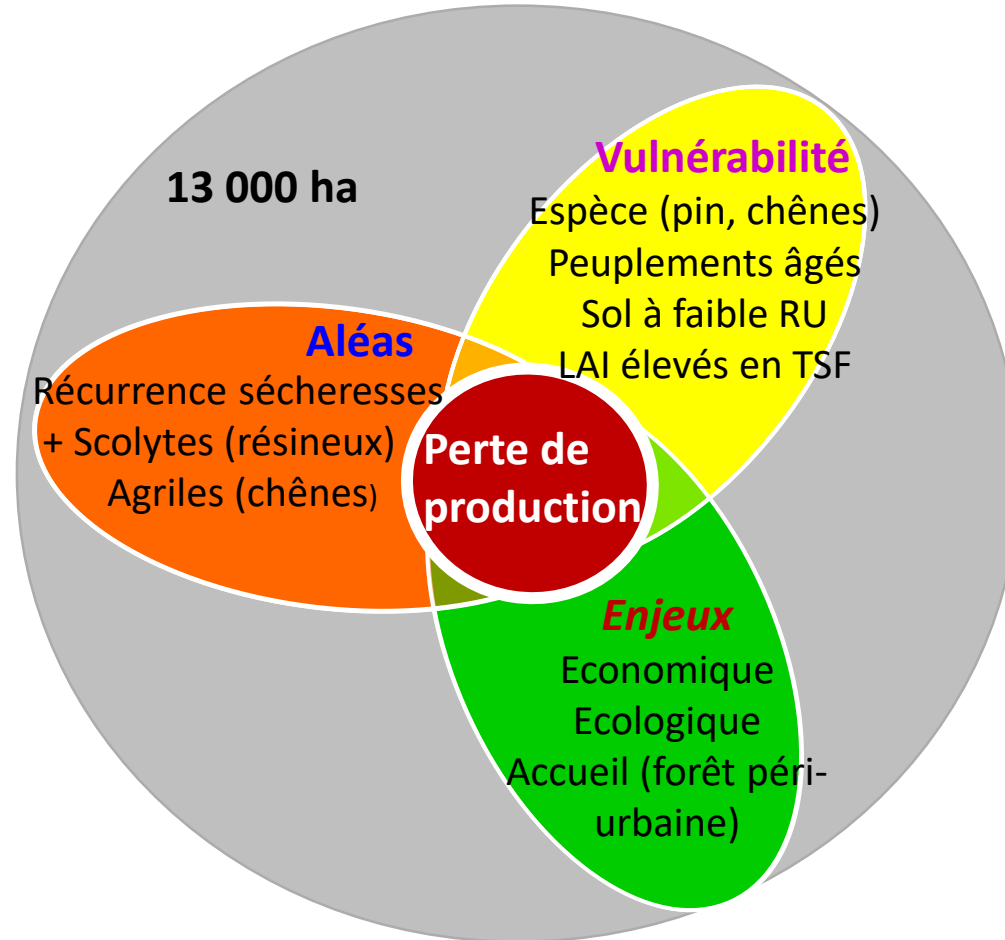 13 000 ha
Vulnérabilité
Espèce (pin, chênes)
Peuplements âgés
Sol à faible RU
LAI élevés en TSF
Aléas
Récurrence sécheresses
+ Scolytes (résineux)
Agriles (chênes)
Perte de
production
Enjeux
Economique
Ecologique
Accueil (forêt péri-
urbaine)